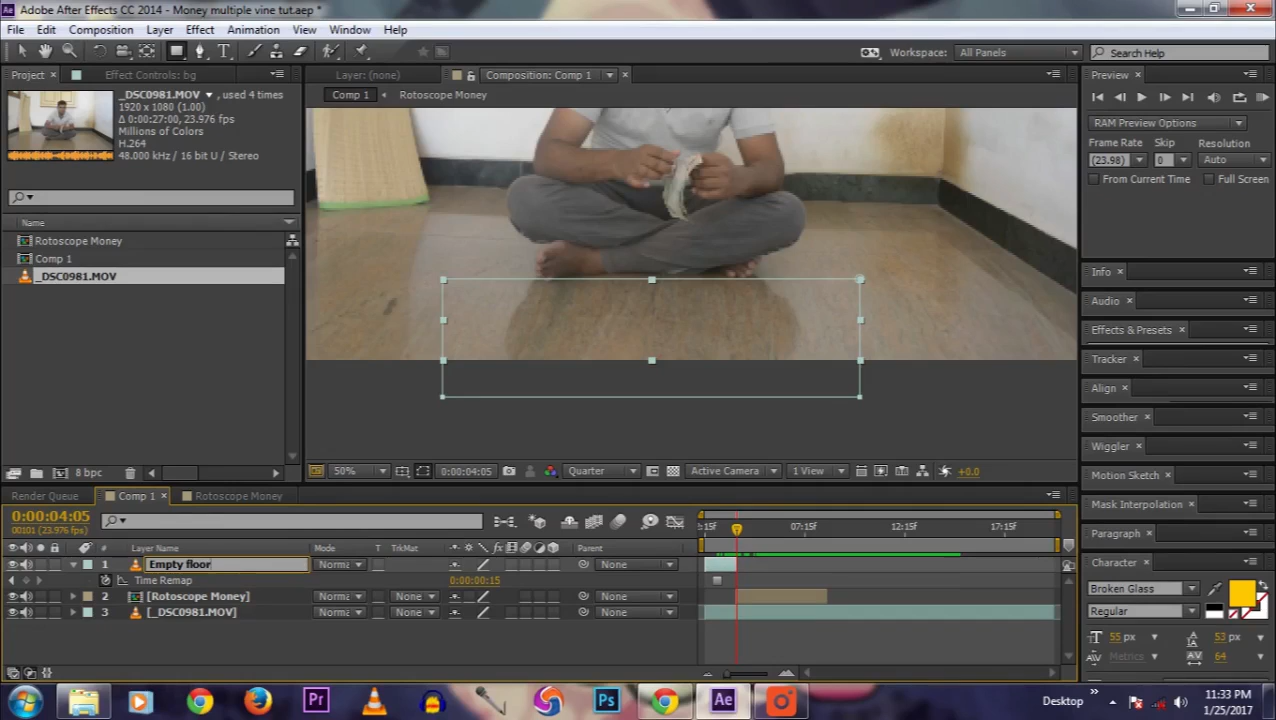 Adobe After Effects CC 2014 - Money multiple vine tut.aep *
File Edit Composition Layer Effect Animation View Window Help
Workspace: All Panels Search Help
Project Effect Controls: bg
_DSC0981.MOV , used 4 times
1920 x 1080 (1.00)
Δ 0:00:27:00, 23.976 fps
Millions of Colors
H.264
48.000 kHz / 16 bit U / Stereo
Name
Rotoscope Money
Comp 1
_DSC0981.MOV
8 bpc
Layer: (none) Composition: Comp 1
Comp 1 Rotoscope Money
50% 0:00:04:05 Quarter Active Camera 1 View +0.0
Preview
RAM Preview Options
Frame Rate Skip Resolution
(23.98) 0 Auto
From Current Time Full Screen
Info
Audio
Effects & Presets
Tracker
Align
Smoother
Wiggler
Motion Sketch
Mask Interpolation
Paragraph
Character
Broken Glass
Regular
55 px 53 px
Metrics 64
Render Queue Comp 1 Rotoscope Money
0:00:04:05
00101 (23.976 fps)
:15f 07:15f 12:15f 17:15f
Layer Name Mode T TrkMat Parent
1 Empty floor Norma None
Time Remap 0:00:00:15
2 [Rotoscope Money] Norma None None
3 [_DSC0981.MOV] Norma None None
Pr Ps Ae
Desktop
11:33 PM
1/25/2017